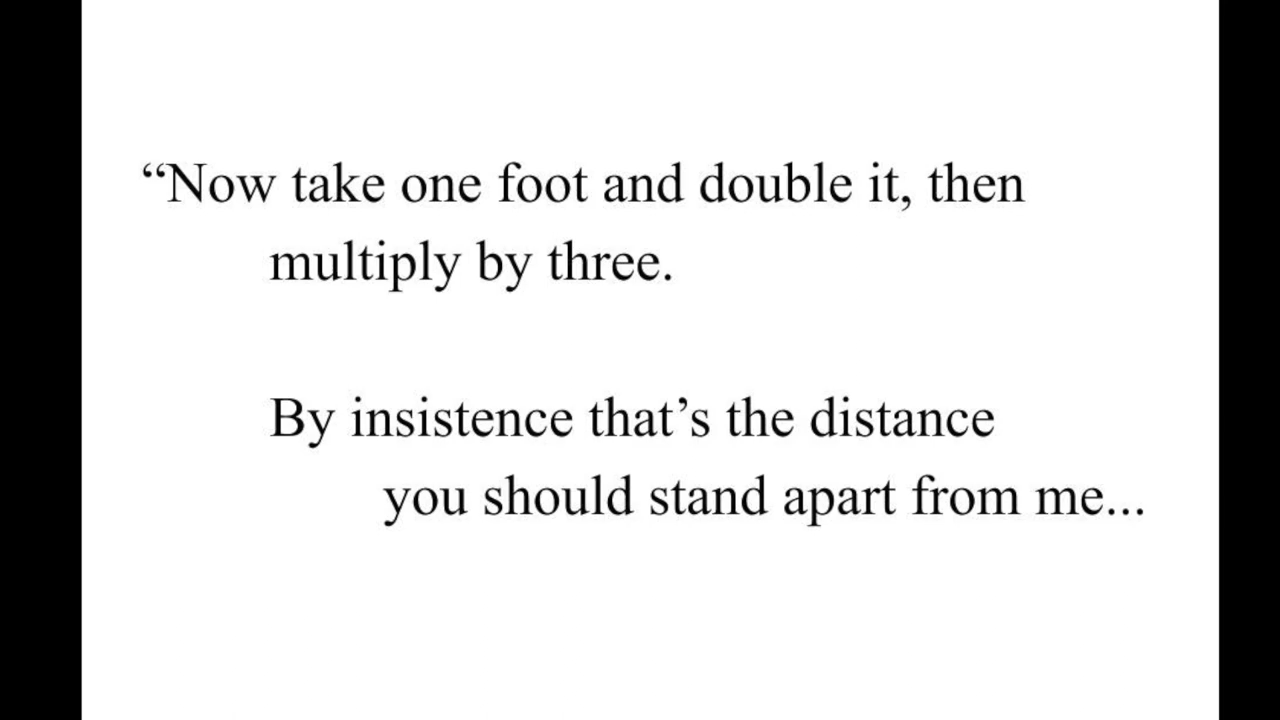 “Now take one foot and double it, then
multiply by three.
By insistence that’s the distance
you should stand apart from me...